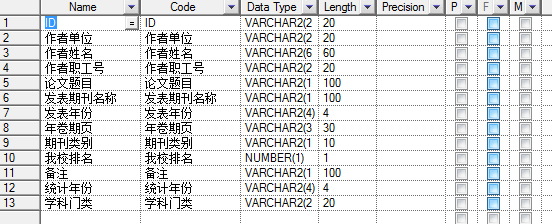 Name Code Data Type Length Precision P F M
1 ID = ID VARCHAR2(2 20
2 作者单位 作者单位 VARCHAR2(2 20
3 作者姓名 作者姓名 VARCHAR2(6 60
4 作者职工号 作者职工号 VARCHAR2(2 20
5 论文题目 论文题目 VARCHAR2(1 100
6 发表期刊名称 发表期刊名称 VARCHAR2(1 100
7 发表年份 发表年份 VARCHAR2(4) 4
8 年卷期页 年卷期页 VARCHAR2(3 30
9 期刊类别 期刊类别 VARCHAR2(1 10
10 我校排名 我校排名 NUMBER(1) 1
11 备注 备注 VARCHAR2(1 100
12 统计年份 统计年份 VARCHAR2(4) 4
13 学科门类 学科门类 VARCHAR2(2 20